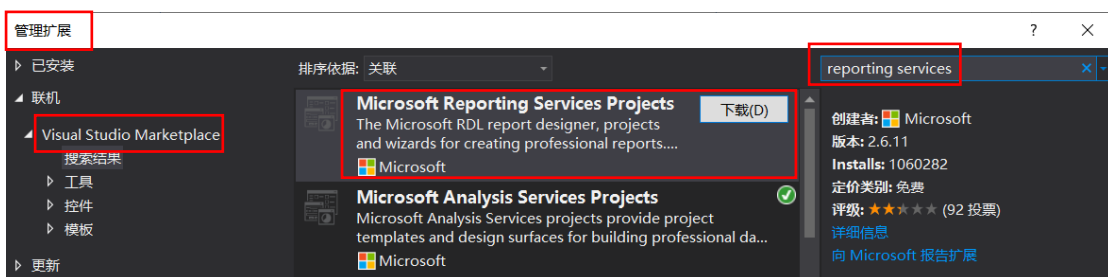 管理扩展
?
已安装
联机
Visual Studio Marketplace
搜索结果
工具
控件
模板
更新
排序依据: 关联
Microsoft Reporting Services Projects
下载(D)
The Microsoft RDL report designer, projects
and wizards for creating professional reports....
Microsoft
Microsoft Analysis Services Projects
Microsoft Analysis Services projects provide project
templates and design surfaces for building professional da...
Microsoft
reporting services
创建者: Microsoft
版本: 2.6.11
Installs: 1060282
定价类别: 免费
评级: ★★★★★ (92 投票)
详细信息
向 Microsoft 报告扩展